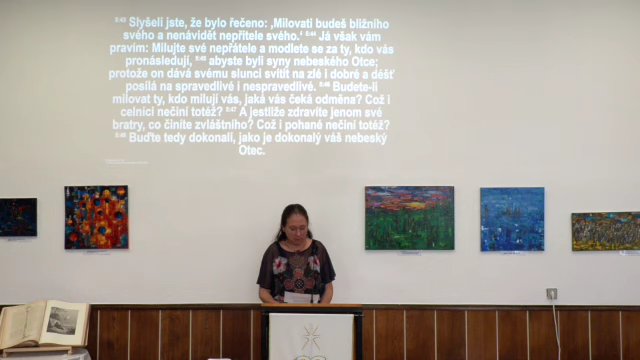 5:43 Slyšeli jste, že bylo řečeno: ‚Milovati budeš bližního
svého a nenávidět nepřítele svého.‘ 5:44 Já však vám
pravím: Milujte své nepřátele a modlete se za ty, kdo vás
pronásledují, 5:45 abyste byli syny nebeského Otce;
protože on dává svému slunci svítit na zlé i dobré a déšť
posílá na spravedlivé i nespravedlivé. 5:46 Budete-li
milovat ty, kdo milují vás, jaká vás čeká odměna? Což i
celníci nečiní totéž? 5:47 A jestliže zdravíte jenom své
bratry, co činíte zvláštního? Což i pohané nečiní totéž?
5:48 Buďte tedy dokonalí, jako je dokonalý váš nebeský
Otec.